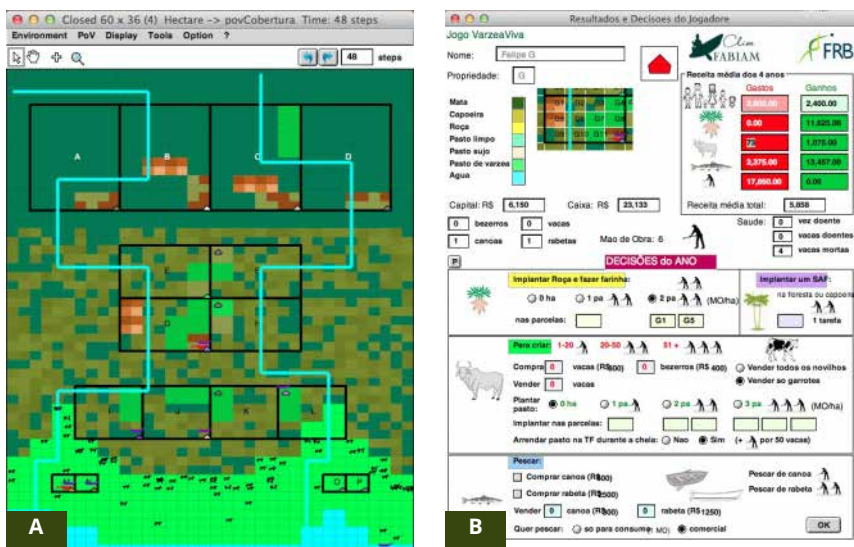 Closed 60 x 36 (4) Hectare -> povCobertura. Time: 48 steps
Environment PoV Display Tools Option ?
48 steps
A B C D
E
G
I J K L
O P
A
Resultados e Decisoes do Jogadore
Jogo VarzeaViva
Nome: Felipe G
Propriedade: G
Clim
FABIAM
FRB
Mata
Capoeira
Roça
Pasto limpo
Pasto sujo
Pasto de varzea
Agua
Receita média dos 4 anos
Gastos Ganhos
2,400.00
0.00
73 1,075.00
2,375.00 13,457.00
17,050.00 0.00
Capital: R$ 6,150 Caixa: R$ 23,133
Receita média total: 5,858
0 bezerros 0 vacas
1 canoas 1 rabetas
Mao de Obra: 6
Saude: 0 vez doente
0 vacas doentes
4 vacas mortas
P
DECISÕES do ANO
Implantar Roça e fazer farinha:
0 ha 1 pa 2 pa (MO/ha)
nas parcelas: G1 G5
Implantar um SAF:
na floresta ou capoeira
1 tarefa
Para criar: 1-20 20-50 51 +
Compra 0 vacas (R$800) 0 bezerros (R$ 400)
Vender 0 vacas
Vender todos os novilhos
Vender so garrotes
Plantar pasto: 0 ha 1 pa 2 pa 3 pa (MO/ha)
Implantar nas parcelas:
Arrendar pasto na TF durante a cheia: Nao Sim (+ por 50 vacas)
Pescar:
Comprar canoa (R$800)
Comprar rabeta (R$2500)
Vender 0 canoa (R$300) 0 rabeta (R$1250)
Pescar de canoa
Pescar de rabeta
Quer pescar: so para consumo comercial
OK
B